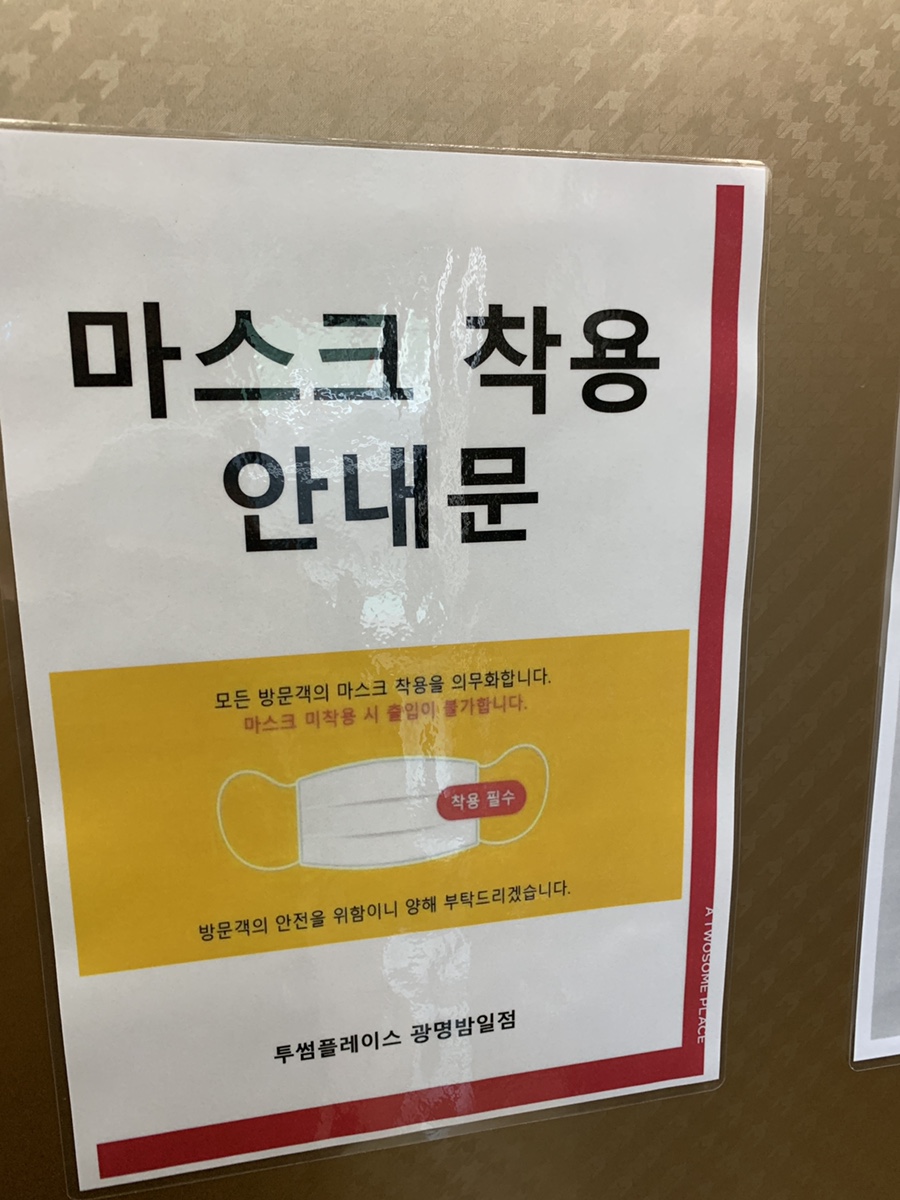 마스크 착용
안내문
모든 방문객의 마스크 착용을 의무화합니다.
마스크 미착용 시 출입이 불가합니다.
착용 필수
방문객의 안전을 위함이니 양해 부탁드리겠습니다.
투썸플레이스 광명밤일점
A TWOSOME PLACE